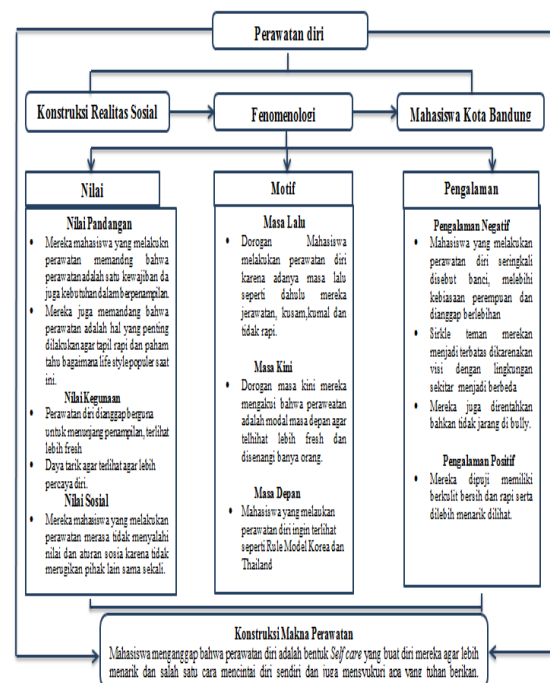 Perawatan diri
Konstruksi Realitas Sosial
Fenomenologi
Mahasiswa Kota Bandung
Nilai
Nilai Pandangan
• Mereka mahasiswa yang melakukn
perawatan memandng bahwa
perawatan adalah satu kewajiban da
juga kebutuhan dalam berpenampilan.
• Mereka juga memandang bahwa
perawatan adalah hal yang penting
dilakukan agar tapil rapi dan paham
tahu bagaimana life style populer saat
ini.
Nilai Kegunaan
• Perawatan diri dianggap berguna
untuk menunjang penampilan, terlihat
lebih fresh
• Daya tarik agar terlihat agar lebih
percaya diri.
Nilai Sosial
• Mereka mahasiswa yang melakukan
perawatan merasa tidak menyalahi
nilai dan aturan sosia karena tidak
merugikan pihak lain sama sekali.
Motif
Masa Lalu
• Dorogan Mahasiswa
melakukan perawatan diri
karena adanya masa lalu
seperti dahulu mereka
jerawatan, kusam,kumal dan
tidak rapi.
Masa Kini
• Dorogan masa kini mereka
mengakui bahwa peraweatan
adalah modal masa depan agar
telhihat lebih fresh dan
disenangi banya orang.
Masa Depan
• Mahasiswa yang melaukan
perawatan diri ingin terlihat
seperti Rule Model Korea dan
Thailand
Pengalaman
Pengalaman Negatif
• Mahasiswa yang melakukan
perawatan diri seringkali
disebut banci, melebihi
kebiasaan perempuan dan
dianggap berlebihan
• Sirkle teman merekan
menjadi terbatas dikarenakan
visi dengan lingkungan
sekitar menjadi berbeda
• Mereka juga direntahkan
bahkan tidak jarang di bully.
Pengalaman Positif
• Mereka dipuji memiliki
berkulit bersih dan rapi serta
dilebih menarik dilihat.
Konstruksi Makna Perawatan
Mahasiswa menganggap bahwa perawatan diri adalah bentuk Self care yang buat diri mereka agar lebih
menarik dan salah satu cara mencintai diri sendiri dan juga mensyukuri apa yang tuhan berikan.